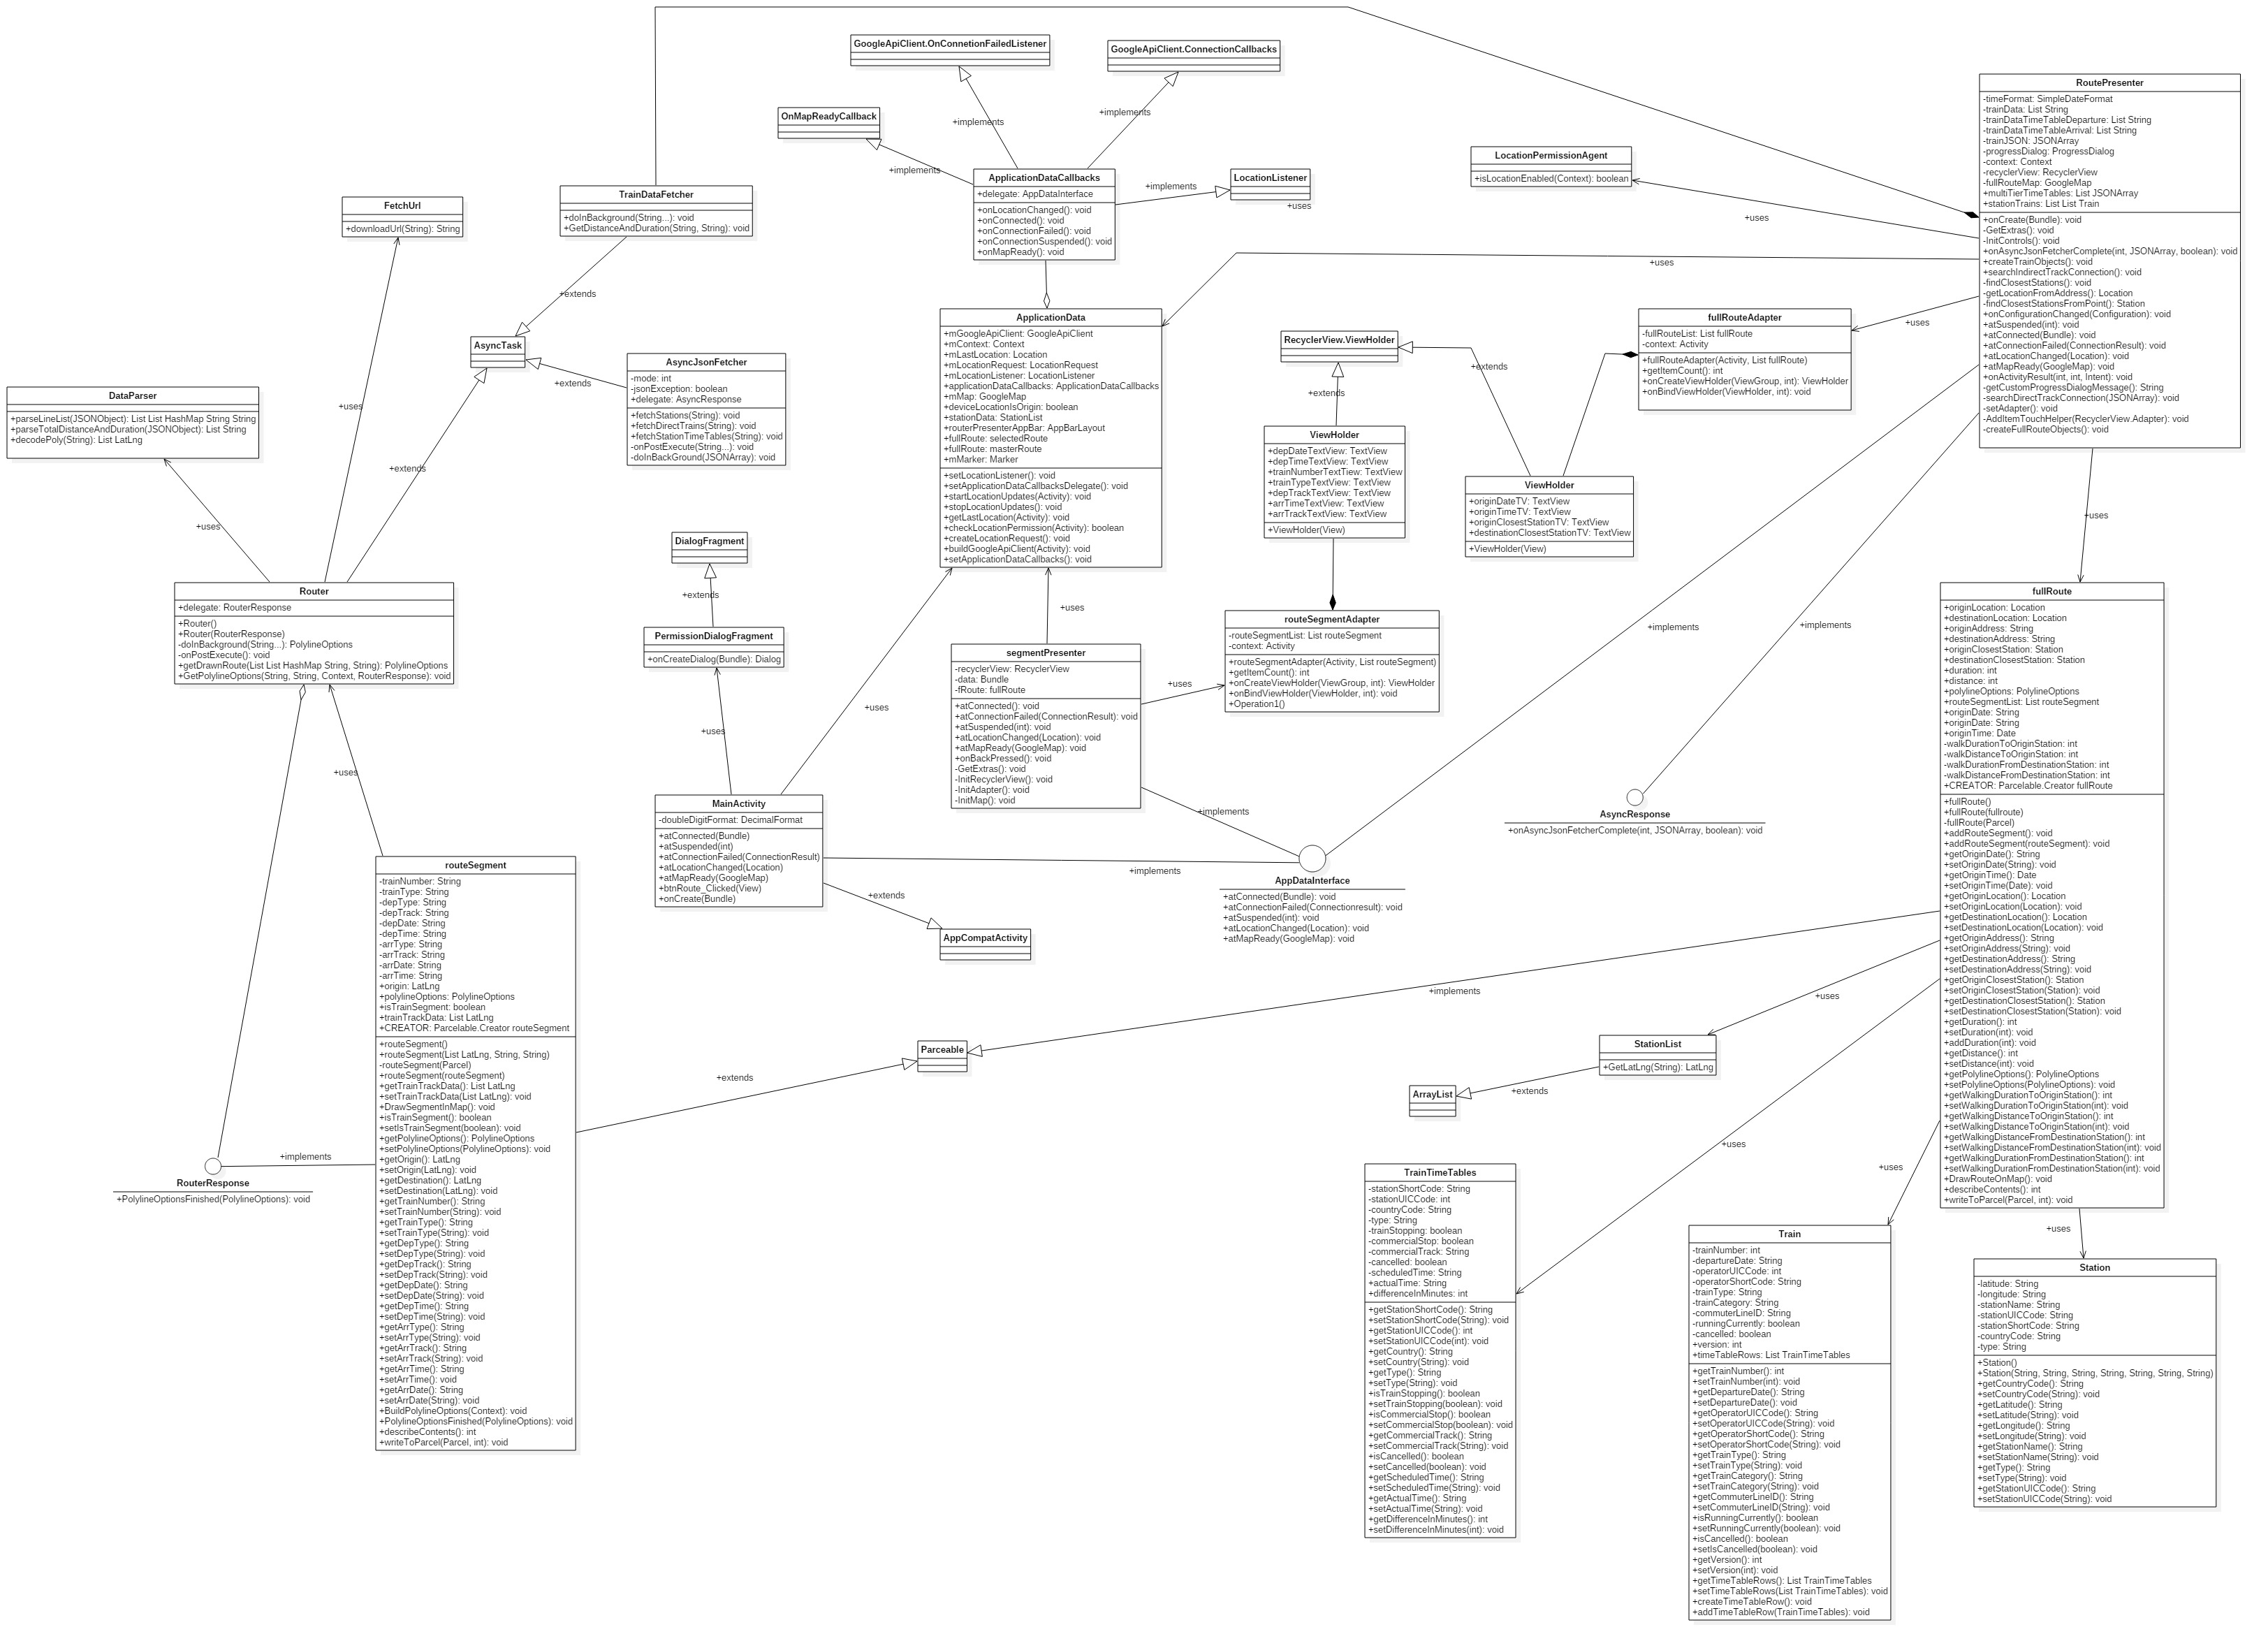 GoogleApiClient.OnConnetionFailedListener
GoogleApiClient.ConnectionCallbacks
OnMapReadyCallback
+implements
+implements
+implements
ApplicationDataCallbacks
+delegate: AppDataInterface
+onLocationChanged(): void
+onConnected(): void
+onConnectionFailed(): void
+onConnectionSuspended(): void
+onMapReady(): void
+implements
LocationListener
+uses
LocationPermissionAgent
+isLocationEnabled(Context): boolean
+uses
RoutePresenter
-timeFormat: SimpleDateFormat
-trainData: List String
-trainDataTimeTableDeparture: List String
-trainDataTimeTableArrival: List String
-trainJSON: JSONArray
-progressDialog: ProgressDialog
-context: Context
-recylerView: RecyclerView
-fullRouteMap: GoogleMap
+multiTierTimeTables: List JSONArray
+stationTrains: List List Train
+onCreate(Bundle): void
-GetExtras(): void
-InitControls(): void
+onAsyncJsonFetcherComplete(int, JSONArray, boolean): void
+createTrainObjects(): void
+searchIndirectTrackConnection(): void
-findClosestStations(): void
-getLocationFromAddress(): Location
-findClosestStationsFromPoint(): Station
+onConfigurationChanged(Configuration): void
+atSuspended(int): void
+atConnected(Bundle): void
+atConnectionFailed(ConnectionResult): void
+atLocationChanged(Location): void
+atMapReady(GoogleMap): void
+onActivityResult(int, int, Intent): void
-getCustomProgressDialogMessage(): String
-searchDirectTrackConnection(JSONArray): void
-setAdapter(): void
-AddItemTouchHelper(RecyclerView.Adapter): void
-createFullRouteObjects(): void
TrainDataFetcher
+doInBackground(String...): void
+GetDistanceAndDuration(String, String): void
FetchUrl
+downloadUrl(String): String
+extends
+uses
AsyncTask
+extends
AsyncJsonFetcher
-mode: int
-jsonException: boolean
+delegate: AsyncResponse
+fetchStations(String): void
+fetchDirectTrains(String): void
+fetchStationTimeTables(String): void
-onPostExecute(String...): void
-doInBackGround(JSONArray): void
DataParser
+parseLineList(JSONObject): List List HashMap String String
+parseTotalDistanceAndDuration(JSONObject): List String
+decodePoly(String): List LatLng
+uses
+extends
+uses
ApplicationData
+mGoogleApiClient: GoogleApiClient
+mContext: Context
+mLastLocation: Location
+mLocationRequest: LocationRequest
+mLocationListener: LocationListener
+applicationDataCallbacks: ApplicationDataCallbacks
+mMap: GoogleMap
+deviceLocationIsOrigin: boolean
+stationData: StationList
+routerPresenterAppBar: AppBarLayout
+fullRoute: selectedRoute
+fullRoute: masterRoute
+mMarker: Marker
+setLocationListener(): void
+setApplicationDataCallbacksDelegate(): void
+startLocationUpdates(Activity): void
+stopLocationUpdates(): void
+getLastLocation(Activity): void
+checkLocationPermission(Activity): boolean
+createLocationRequest(): void
+buildGoogleApiClient(Activity): void
+setApplicationDataCallbacks(): void
RecyclerView.ViewHolder
+extends
+extends
fullRouteAdapter
-fullRouteList: List fullRoute
-context: Activity
+fullRouteAdapter(Activity, List fullRoute)
+getItemCount(): int
+onCreateViewHolder(ViewGroup, int): ViewHolder
+onBindViewHolder(ViewHolder, int): void
+uses
ViewHolder
+depDateTextView: TextView
+depTimeTextView: TextView
+trainNumberTextTiew: TextView
+trainTypeTextView: TextView
+depTrackTextView: TextView
+arrTimeTextView: TextView
+arrTrackTextView: TextView
+ViewHolder(View)
ViewHolder
+originDateTV: TextView
+originTimeTV: TextView
+originClosestStationTV: TextView
+destinationClosestStationTV: TextView
+ViewHolder(View)
+uses
DialogFragment
+extends
PermissionDialogFragment
+onCreateDialog(Bundle): Dialog
+uses
Router
+delegate: RouterResponse
+Router()
+Router(RouterResponse)
-doInBackground(String...): PolylineOptions
-onPostExecute(): void
+getDrawnRoute(List List HashMap String, String): PolylineOptions
+GetPolylineOptions(String, String, Context, RouterResponse): void
+uses
+uses
segmentPresenter
-recyclerView: RecyclerView
-data: Bundle
-fRoute: fullRoute
+atConnected(): void
+atConnectionFailed(ConnectionResult): void
+atSuspended(int): void
+atLocationChanged(Location): void
+atMapReady(GoogleMap): void
+onBackPressed(): void
-GetExtras(): void
-InitRecyclerView(): void
-InitAdapter(): void
-InitMap(): void
+uses
routeSegmentAdapter
-routeSegmentList: List routeSegment
-context: Activity
+routeSegmentAdapter(Activity, List routeSegment)
+getItemCount(): int
+onCreateViewHolder(ViewGroup, int): ViewHolder
+onBindViewHolder(ViewHolder, int): void
+Operation1()
+implements
+implements
+uses
MainActivity
-doubleDigitFormat: DecimalFormat
+atConnected(Bundle)
+atSuspended(int)
+atConnectionFailed(ConnectionResult)
+atLocationChanged(Location)
+atMapReady(GoogleMap)
+btnRoute_Clicked(View)
+onCreate(Bundle)
+implements
+implements
+extends
AppCompatActivity
AppDataInterface
+atConnected(Bundle): void
+atConnectionFailed(Connectionresult): void
+atSuspended(int): void
+atLocationChanged(Location): void
+atMapReady(GoogleMap): void
AsyncResponse
+onAsyncJsonFetcherComplete(int, JSONArray, boolean): void
fullRoute
+originLocation: Location
+destinationLocation: Location
+originAddress: String
+destinationAddress: String
+originClosestStation: Station
+destinationClosestStation: Station
+duration: int
+distance: int
+polylineOptions: PolylineOptions
+routeSegmentList: List routeSegment
+originDate: String
+originDate: String
+originTime: Date
-walkDurationToOriginStation: int
-walkDistanceToOriginStation: int
-walkDurationFromDestinationStation: int
-walkDistanceFromDestinationStation: int
+CREATOR: Parcelable.Creator fullRoute
+fullRoute()
+fullRoute(fullroute)
-fullRoute(Parcel)
+addRouteSegment(): void
+addRouteSegment(routeSegment): void
+getOriginDate(): String
+setOriginDate(String): void
+getOriginTime(): Date
+setOriginTime(Date): void
+getOriginLocation(): Location
+setOriginLocation(Location): void
+getDestinationLocation(): Location
+setDestinationLocation(Location): void
+getOriginAddress(): String
+setOriginAddress(String): void
+getDestinationAddress(): String
+setDestinationAddress(String): void
+getOriginClosestStation(): Station
+setOriginClosestStation(Station): void
+getDestinationClosestStation(): Station
+setDestinationClosestStation(Station): void
+getDuration(): int
+setDuration(int): void
+addDuration(int): void
+getDistance(): int
+setDistance(int): void
+getPolylineOptions(): PolylineOptions
+setPolylineOptions(PolylineOptions): void
+getWalkingDurationToOriginStation(): int
+setWalkingDurationToOriginStation(int): void
+getWalkingDistanceToOriginStation(): int
+setWalkingDistanceToOriginStation(int): void
+getWalkingDistanceFromDestinationStation(): int
+setWalkingDistanceFromDestinationStation(int): void
+getWalkingDurationFromDestinationStation(): int
+setWalkingDurationFromDestinationStation(int): void
+DrawRouteOnMap(): void
+describeContents(): int
+writeToParcel(Parcel, int): void
routeSegment
-trainNumber: String
-trainType: String
-depType: String
-depTrack: String
-depDate: String
-depTime: String
-arrType: String
-arrTrack: String
-arrDate: String
-arrTime: String
+origin: LatLng
+polylineOptions: PolylineOptions
+isTrainSegment: boolean
+trainTrackData: List LatLng
+CREATOR: Parcelable.Creator routeSegment
+routeSegment()
+routeSegment(List LatLng, String, String)
-routeSegment(Parcel)
+routeSegment(routeSegment)
+getTrainTrackData(): List LatLng
+setTrainTrackData(List LatLng): void
+DrawSegmentInMap(): void
+isTrainSegment(): boolean
+setIsTrainSegment(boolean): void
+getPolylineOptions(): PolylineOptions
+setPolylineOptions(PolylineOptions): void
+getOrigin(): LatLng
+setOrigin(LatLng): void
+getDestination(): LatLng
+setDestination(LatLng): void
+getTrainNumber(): String
+setTrainNumber(String): void
+getTrainType(): String
+setTrainType(String): void
+getDepType(): String
+setDepType(String): void
+getDepTrack(): String
+setDepTrack(String): void
+getDepDate(): String
+setDepDate(String): void
+getDepTime(): String
+setDepTime(String): void
+getArrType(): String
+setArrType(String): void
+getArrTrack(): String
+setArrTrack(String): void
+getArrTime(): String
+setArrTime(): void
+getArrDate(): String
+setArrDate(String): void
+BuildPolylineOptions(Context): void
+PolylineOptionsFinished(PolylineOptions): void
+describeContents(): int
+writeToParcel(Parcel, int): void
+implements
RouterResponse
+PolylineOptionsFinished(PolylineOptions): void
+extends
Parceable
+implements
+uses
StationList
+GetLatLng(String): LatLng
+extends
ArrayList
+uses
+uses
+uses
TrainTimeTables
-stationShortCode: String
-stationUICCode: int
-countryCode: String
-type: String
-trainStopping: boolean
-commercialStop: boolean
-commercialTrack: String
-cancelled: boolean
-scheduledTime: String
+actualTime: String
+differenceInMinutes: int
+getStationShortCode(): String
+setStationShortCode(String): void
+getStationUICCode(): int
+setStationUICCode(int): void
+getCountry(): String
+setCountry(String): void
+getType(): String
+setType(String): void
+isTrainStopping(): boolean
+setTrainStopping(boolean): void
+isCommercialStop(): boolean
+setCommercialStop(boolean): void
+getCommercialTrack(): String
+setCommercialTrack(String): void
+isCancelled(): boolean
+setCancelled(boolean): void
+getScheduledTime(): String
+setScheduledTime(String): void
+getActualTime(): String
+setActualTime(String): void
+getDifferenceInMinutes(): int
+setDifferenceInMinutes(int): void
Train
-trainNumber: int
-departureDate: String
-operatorUICCode: int
-operatorShortCode: String
-trainType: String
-trainCategory: String
-commuterLineID: String
-runningCurrently: boolean
-cancelled: boolean
+version: int
+timeTableRows: List TrainTimeTables
+getTrainNumber(): int
+setTrainNumber(int): void
+getDepartureDate(): String
+setDepartureDate(): void
+getOperatorUICCode(): String
+setOperatorUICCode(String): void
+getOperatorShortCode(): String
+setOperatorShortCode(String): void
+getTrainType(): String
+setTrainType(String): void
+getTrainCategory(): String
+setTrainCategory(String): void
+getCommuterLineID(): String
+setCommuterLineID(String): void
+isRunningCurrently(): boolean
+setRunningCurrently(boolean): void
+isCancelled(): boolean
+setIsCancelled(boolean): void
+getVersion(): int
+setVersion(int): void
+getTimeTableRows(): List TrainTimeTables
+setTimeTableRows(List TrainTimeTables): void
+createTimeTableRow(): void
+addTimeTableRow(TrainTimeTables): void
Station
-latitude: String
-longitude: String
-stationName: String
-stationUICCode: String
-stationShortCode: String
-countryCode: String
-type: String
+Station()
+Station(String, String, String, String, String, String, String)
+getCountryCode(): String
+setCountryCode(String): void
+getLatitude(): String
+setLatitude(String): void
+getLongitude(): String
+setLongitude(String): void
+getStationName(): String
+setStationName(String): void
+getType(): String
+setType(String): void
+getStationUICCode(): String
+setStationUICCode(String): void